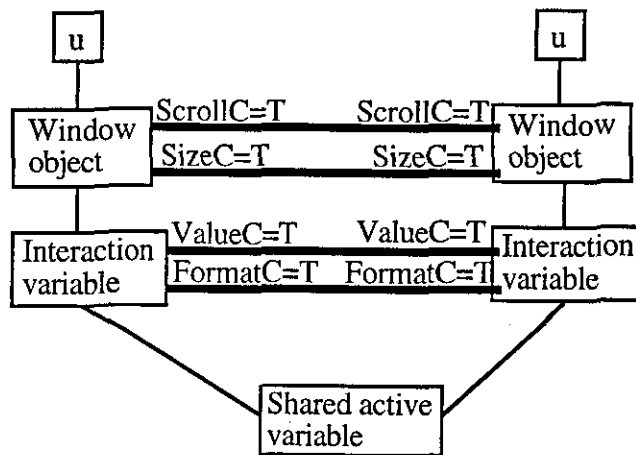 u
u
Window object
ScrollC=T
ScrollC=T
SizeC=T
SizeC=T
Window object
Interaction variable
ValueC=T
ValueC=T
FormatC=T
FormatC=T
Interaction variable
Shared active variable